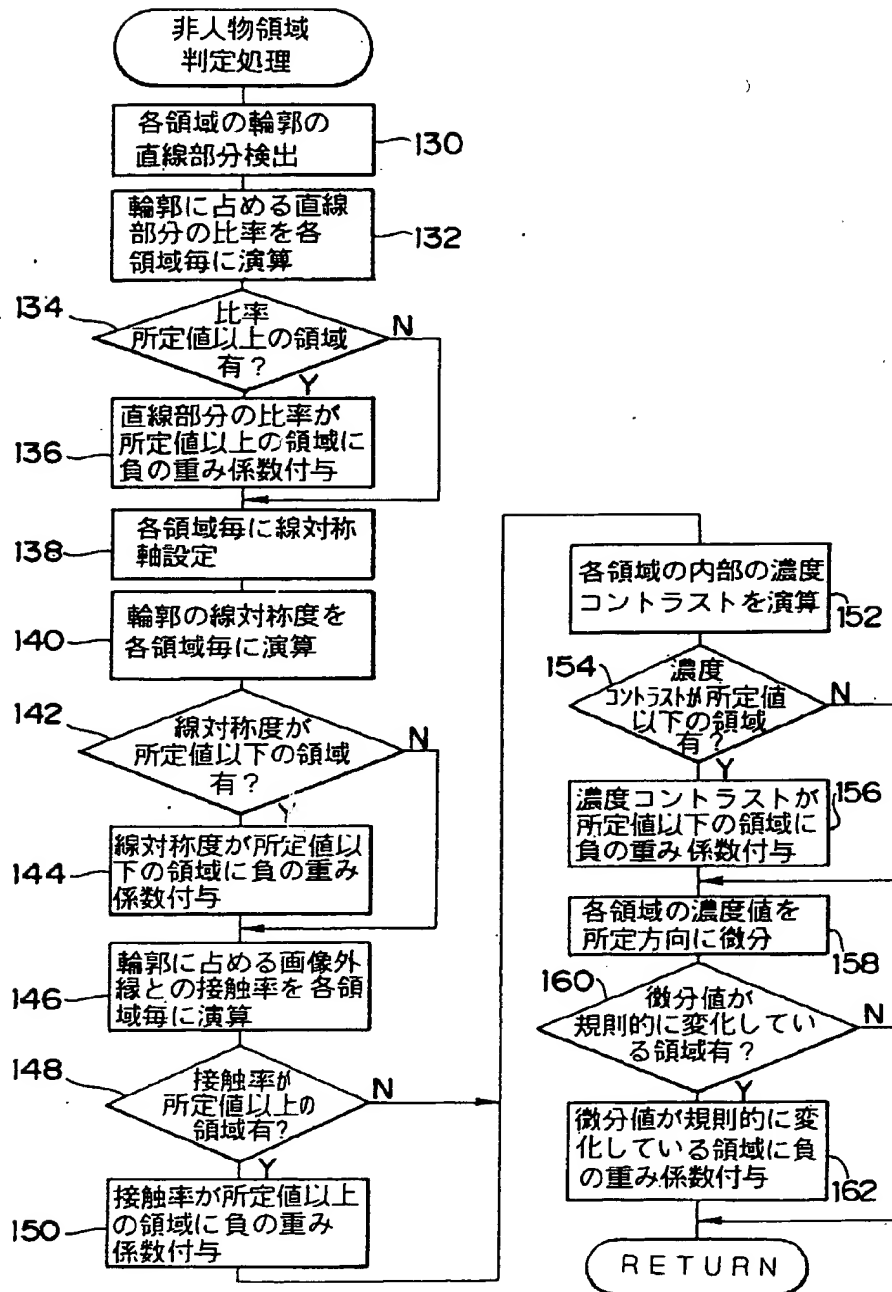 非人物領域
判定処理
各領域の輪郭の
直線部分検出
130
輪郭に占める直線
部分の比率を各
領域毎に演算
132
134
比率
所定値以上の領域
有?
N
Y
直線部分の比率が
所定値以上の領域に
負の重み係数付与
136
各領域毎に線対称
軸設定
138
輪郭の線対称度を
各領域毎に演算
140
142
線対称度が
所定値以下の領域
有?
N
Y
線対称度が所定値以
下の領域に負の重み
係数付与
144
輪郭に占める画像外
縁との接触率を各領
域毎に演算
146
148
接触率が
所定値以上の
領域有?
N
Y
接触率が所定値以上
の領域に負の重み
係数付与
150
各領域の内部の濃度
コントラストを演算
152
154
濃度
コントラストが所定値
以下の領域
有?
N
Y
濃度コントラストが
所定値以下の領域に
負の重み係数付与
156
各領域の濃度値を
所定方向に微分
158
160
微分値が
規則的に変化してい
る領域有?
N
Y
微分値が規則的に変
化している領域に負
の重み係数付与
162
RETURN